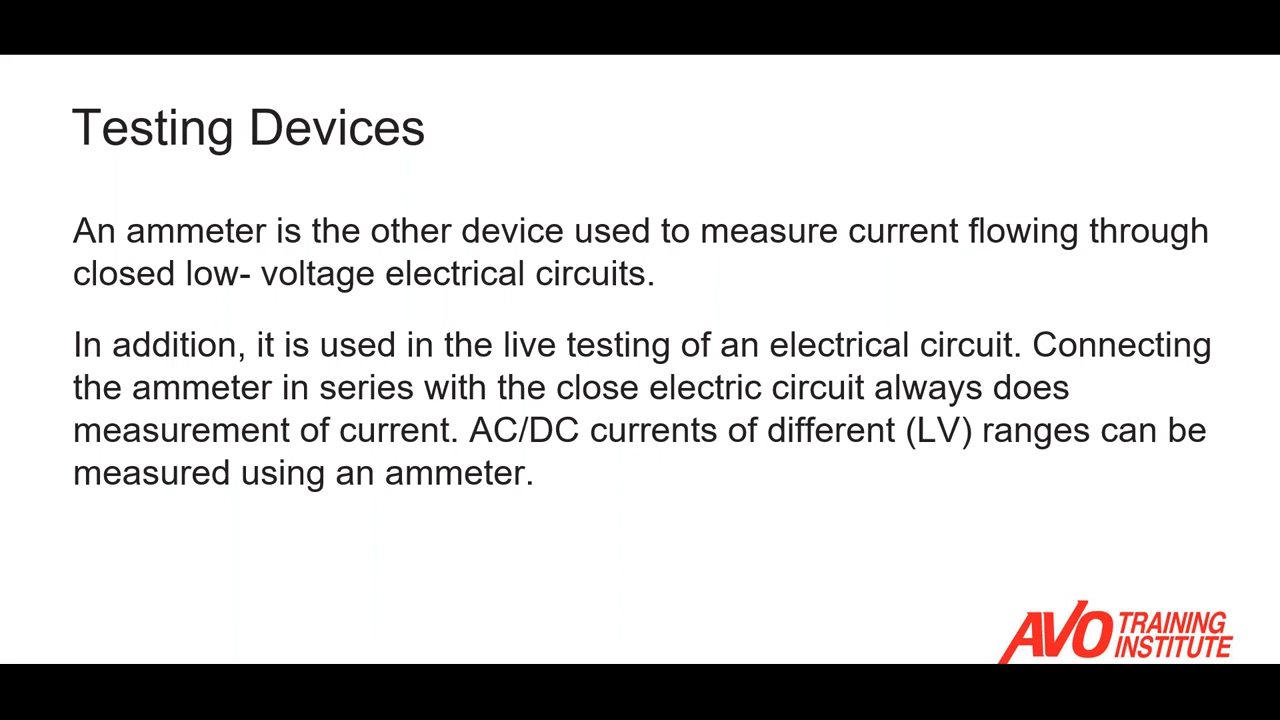 Testing Devices
An ammeter is the other device used to measure current flowing through
closed low- voltage electrical circuits.
In addition, it is used in the live testing of an electrical circuit. Connecting
the ammeter in series with the close electric circuit always does
measurement of current. AC/DC currents of different (LV) ranges can be
measured using an ammeter.
AVO TRAINING
INSTITUTE